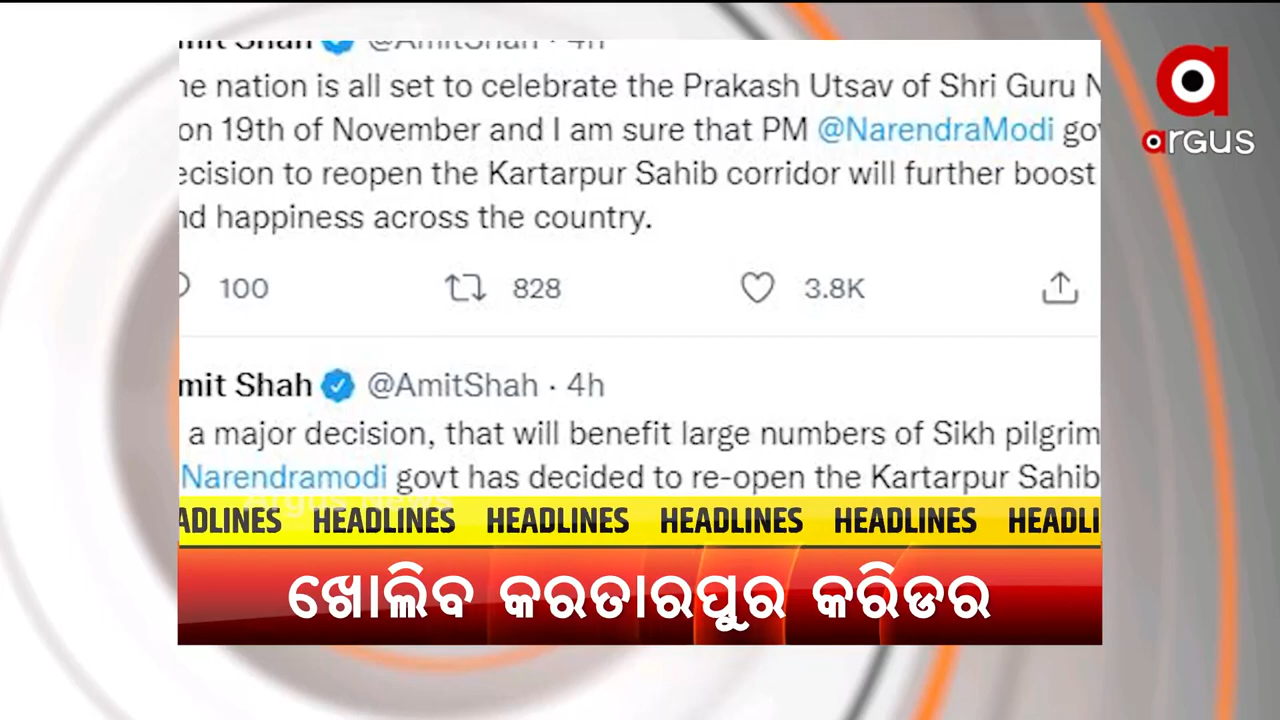 mit Shah @AmitShah · 4h
he nation is all set to celebrate the Prakash Utsav of Shri Guru N
on 19th of November and I am sure that PM @NarendraModi gov
ecision to reopen the Kartarpur Sahib corridor will further boost
nd happiness across the country.
100 828 3.8K
mit Shah @AmitShah · 4h
a major decision, that will benefit large numbers of Sikh pilgrim
Narendramodi govt has decided to re-open the Kartarpur Sahib
Argus News
ADLINES HEADLINES HEADLINES HEADLINES HEADLINES HEADLI
ଖୋଲିବ କରତାରପୁର କରିଡର
argus